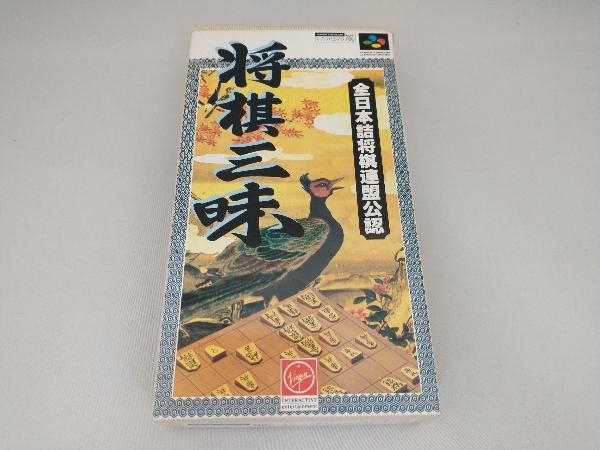 将棋三昧
全日本詰将棋連盟公認
Virgin
INTERACTIVE
entertainment